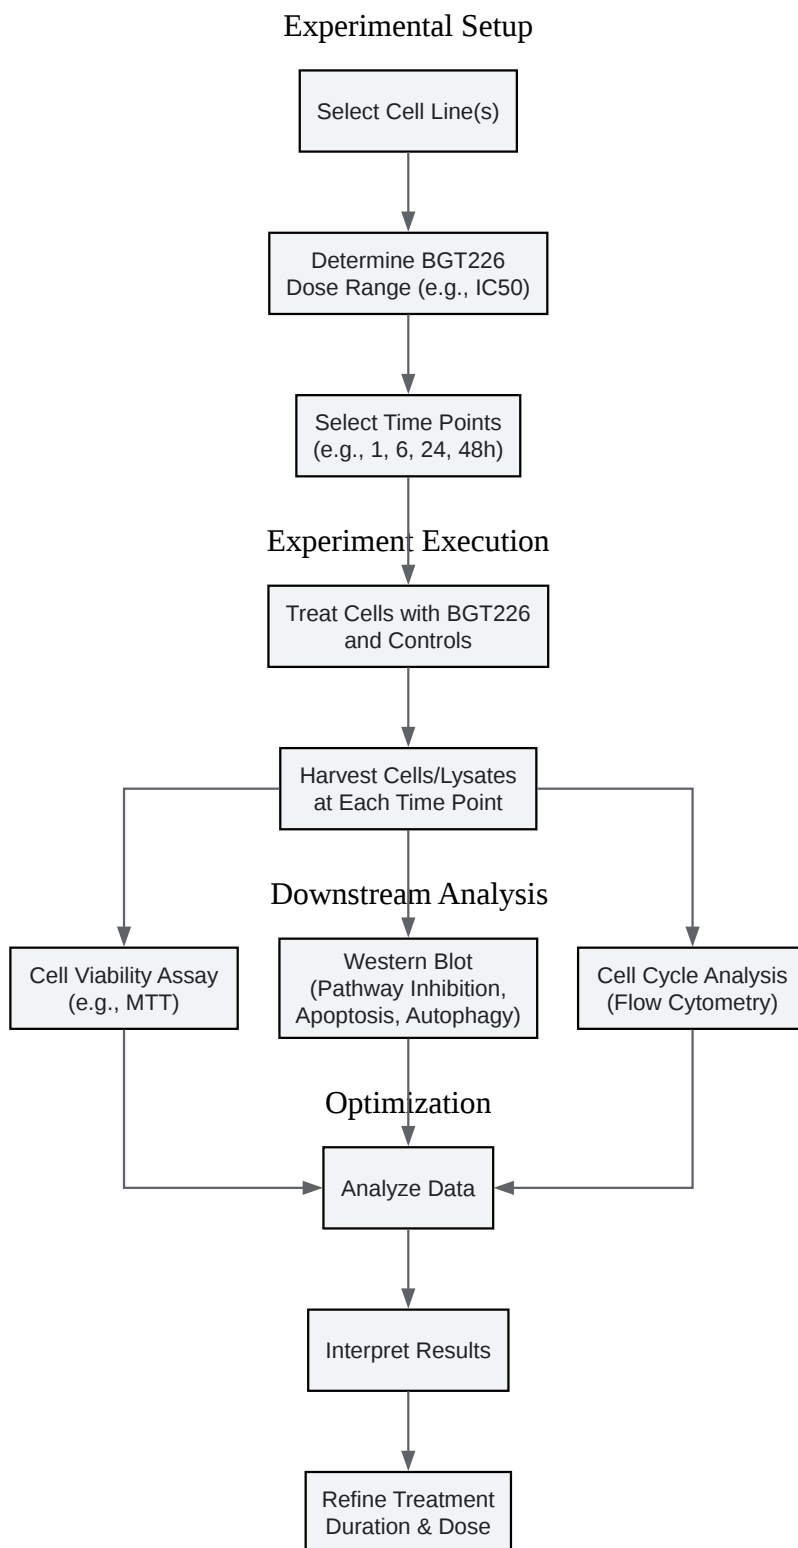 Experimental Setup
Select Cell Line(s)
Determine BGT226
Dose Range (e.g., IC50)
Select Time Points
(e.g., 1, 6, 24, 48h)
Experiment Execution
Treat Cells with BGT226
and Controls
Harvest Cells/Lysates
at Each Time Point
Downstream Analysis
Cell Viability Assay
(e.g., MTT)
Western Blot
(Pathway Inhibition,
Apoptosis, Autophagy)
Cell Cycle Analysis
(Flow Cytometry)
Optimization
Analyze Data
Interpret Results
Refine Treatment
Duration & Dose